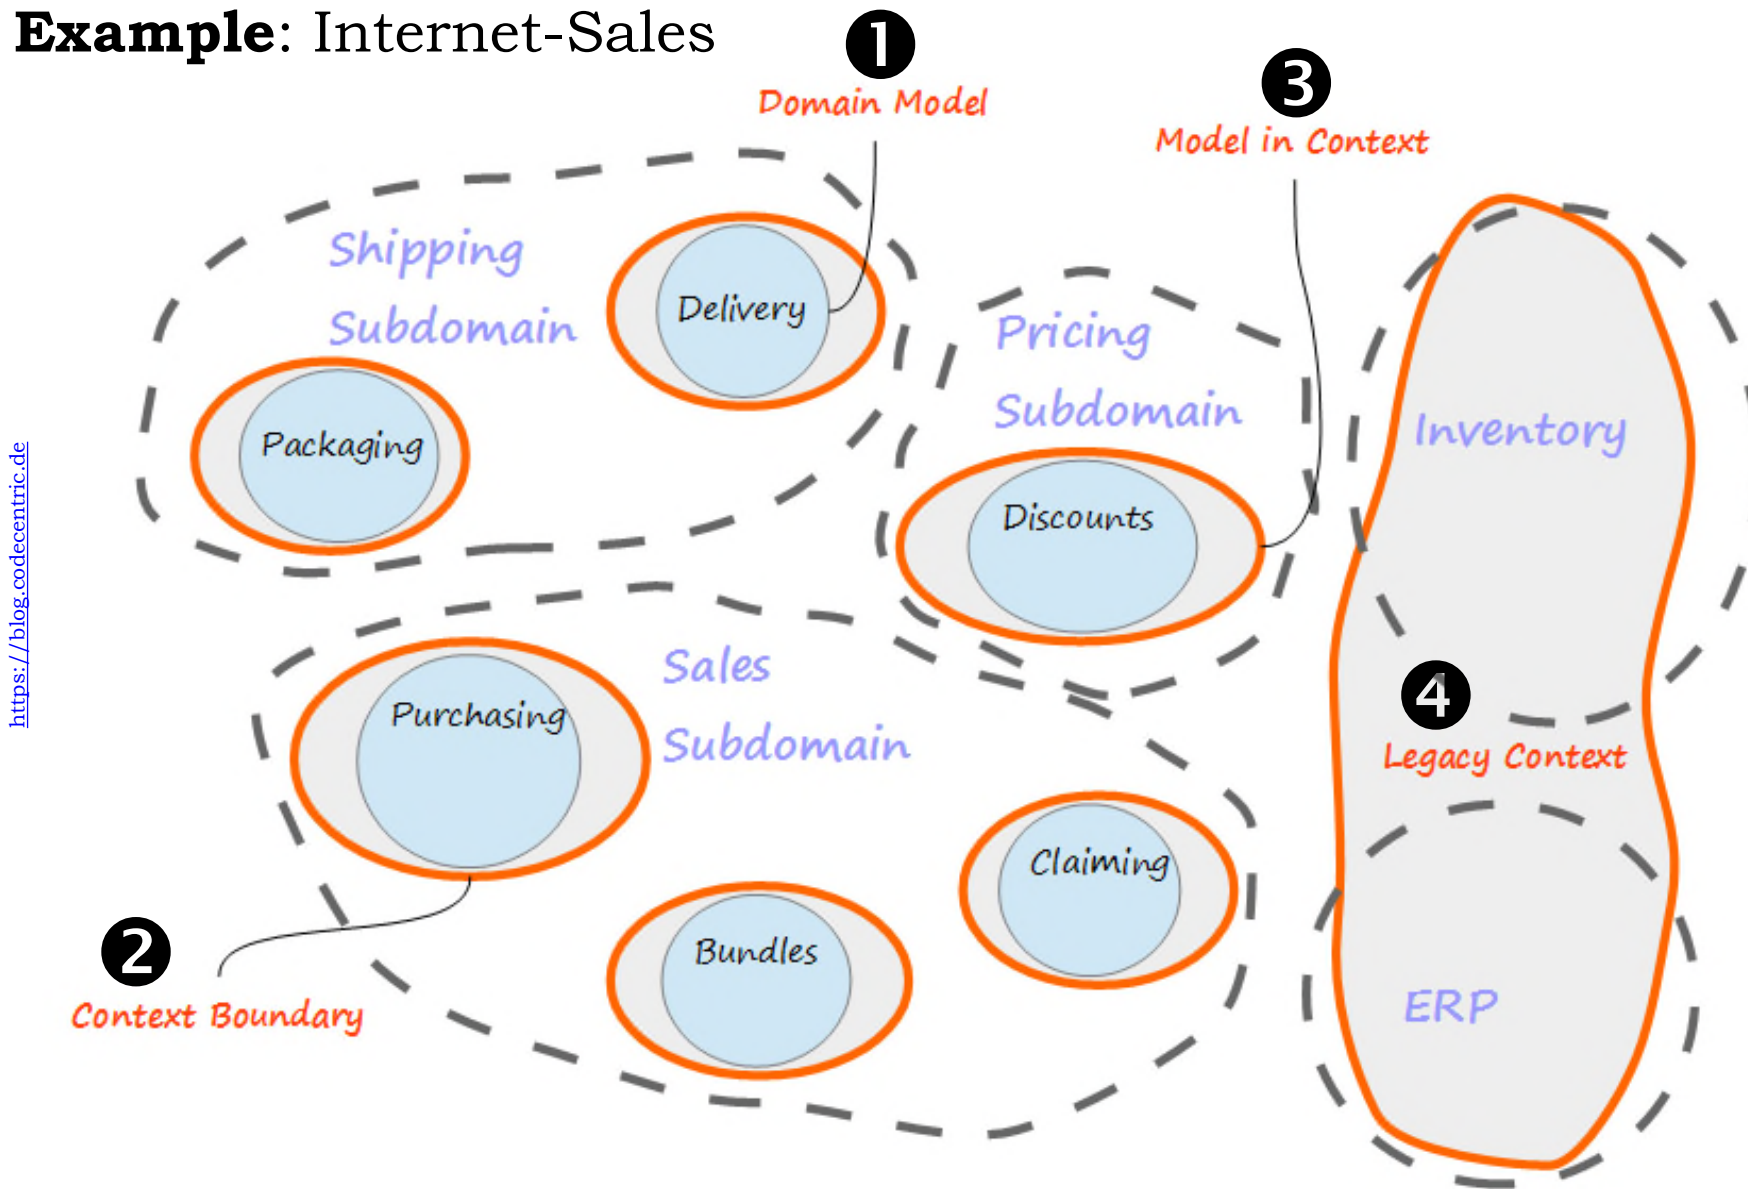 Example: Internet-Sales
1
Domain Model
3
Model in Context
Shipping
Subdomain
Delivery
Packaging
Pricing
Subdomain
Discounts
Inventory
https://blog.codecentric.de
Sales
Subdomain
Purchasing
4
Legacy Context
Claiming
Bundles
2
Context Boundary
ERP